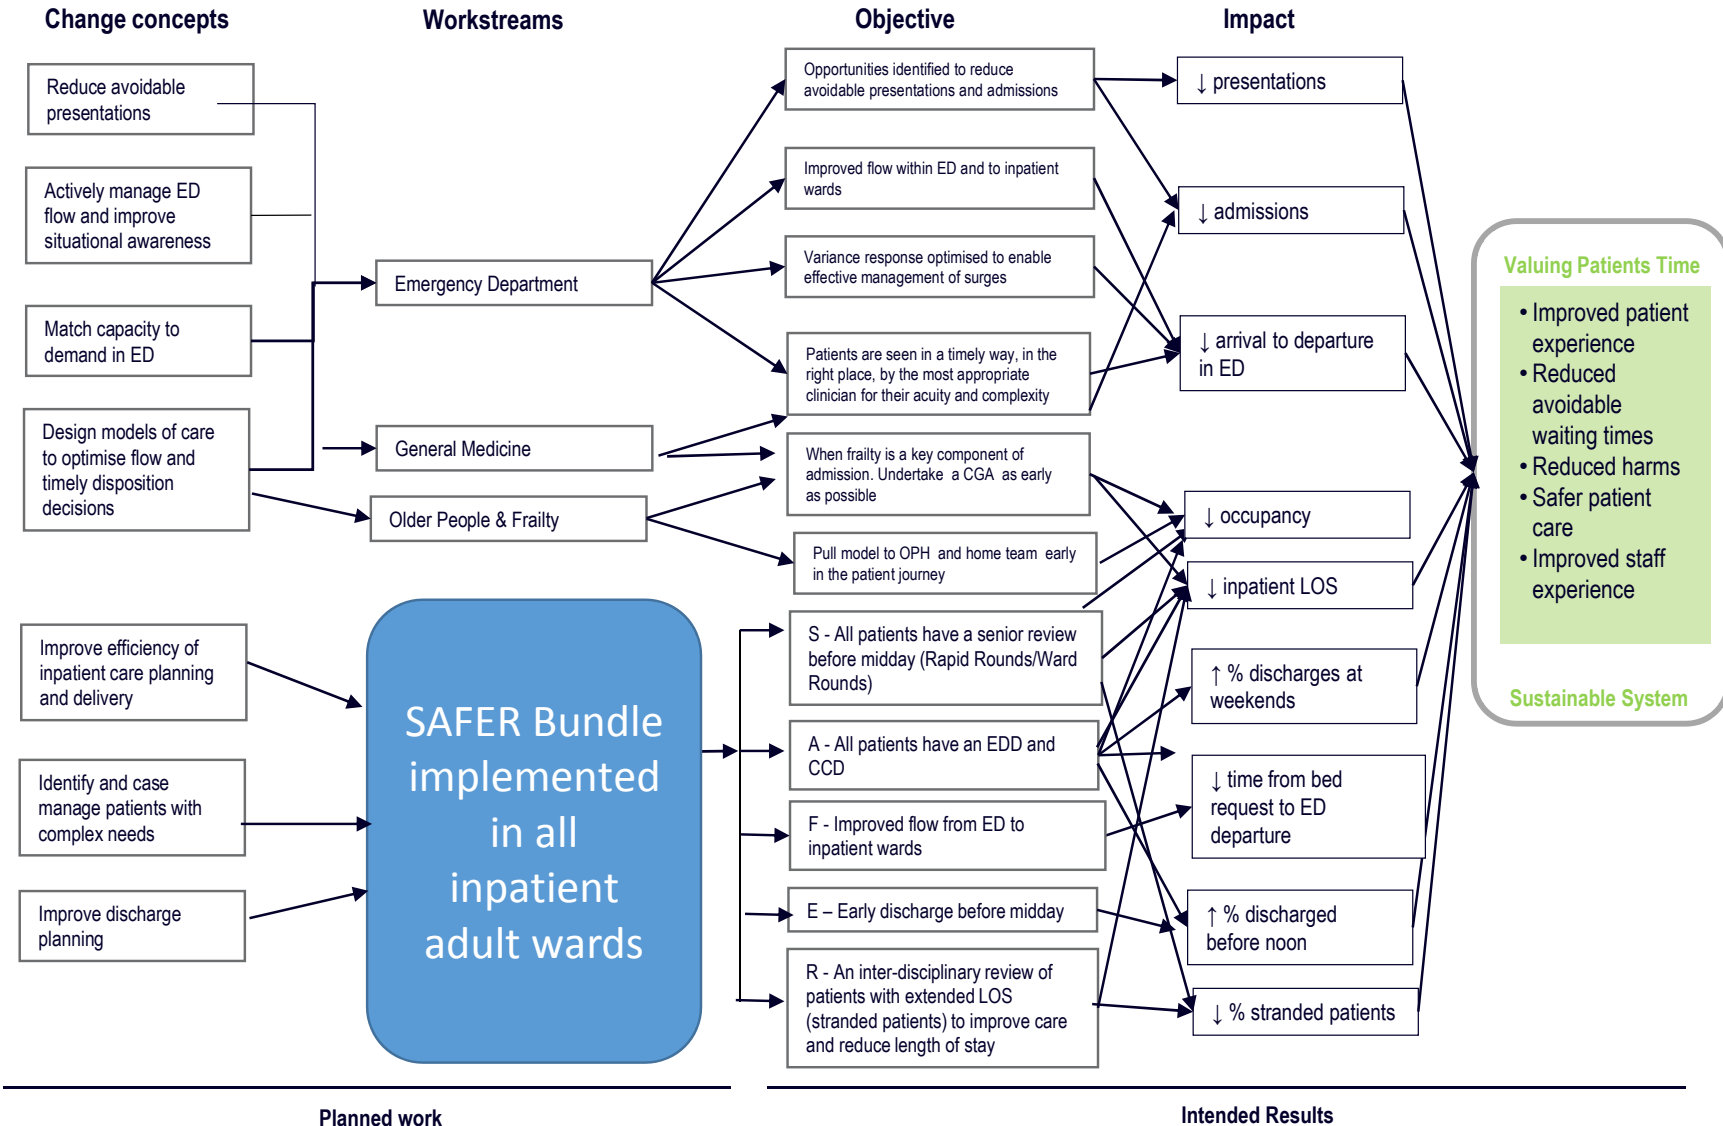 Change concepts
Workstreams
Objective
Impact
Reduce avoidable
presentations
Actively manage ED
flow and improve
situational awareness
Match capacity to
demand in ED
Design models of care
to optimise flow and
timely disposition
decisions
Improve efficiency of
inpatient care planning
and delivery
Identify and case
manage patients with
complex needs
Improve discharge
planning
Emergency Department
General Medicine
Older People & Frailty
SAFER Bundle
implemented
in all
inpatient
adult wards
Opportunities identified to reduce
avoidable presentations and admissions
Improved flow within ED and to inpatient
wards
Variance response optimised to enable
effective management of surges
Patients are seen in a timely way, in the
right place, by the most appropriate
clinician for their acuity and complexity
When frailty is a key component of
admission. Undertake a CGA as early
as possible
Pull model to OPH and home team early
in the patient journey
S - All patients have a senior review
before midday (Rapid Rounds/Ward
Rounds)
A - All patients have an EDD and
CCD
F - Improved flow from ED to
inpatient wards
E – Early discharge before midday
R - An inter-disciplinary review of
patients with extended LOS
(stranded patients) to improve care
and reduce length of stay
↓ presentations
↓ admissions
↓ arrival to departure
in ED
↓ occupancy
↓ inpatient LOS
↑ % discharges at
weekends
↓ time from bed
request to ED
departure
↑ % discharged
before noon
↓ % stranded patients
Valuing Patients Time
• Improved patient
experience
• Reduced
avoidable
waiting times
• Reduced harms
• Safer patient
care
• Improved staff
experience
Sustainable System
Planned work
Intended Results